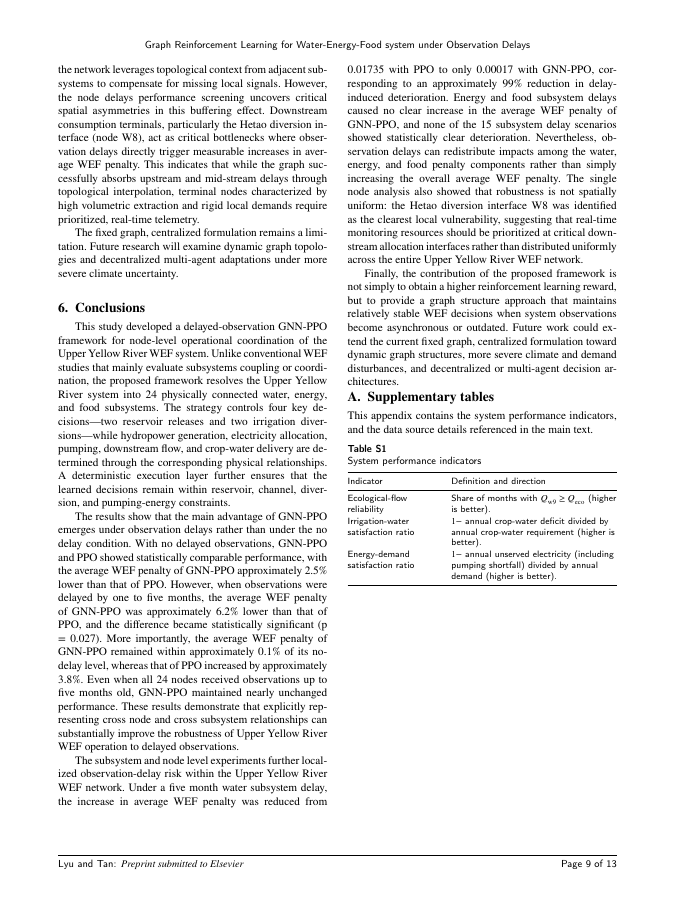 Graph Reinforcement Learning for Water-Energy-Food system under Observation Delays
the network leverages topological context from adjacent sub-
systems to compensate for missing local signals. However,
the node delays performance screening uncovers critical
spatial asymmetries in this buffering effect. Downstream
consumption terminals, particularly the Hetao diversion in-
terface (node W8), act as critical bottlenecks where obser-
vation delays directly trigger measurable increases in aver-
age WEF penalty. This indicates that while the graph suc-
cessfully absorbs upstream and mid-stream delays through
topological interpolation, terminal nodes characterized by
high volumetric extraction and rigid local demands require
prioritized, real-time telemetry.
The fixed graph, centralized formulation remains a limi-
tation. Future research will examine dynamic graph topolo-
gies and decentralized multi-agent adaptations under more
severe climate uncertainty.
6. Conclusions
This study developed a delayed-observation GNN-PPO
framework for node-level operational coordination of the
Upper Yellow River WEF system. Unlike conventional WEF
studies that mainly evaluate subsystems coupling or coordi-
nation, the proposed framework resolves the Upper Yellow
River system into 24 physically connected water, energy,
and food subsystems. The strategy controls four key de-
cisions—two reservoir releases and two irrigation diver-
sions—while hydropower generation, electricity allocation,
pumping, downstream flow, and crop-water delivery are de-
termined through the corresponding physical relationships.
A deterministic execution layer further ensures that the
learned decisions remain within reservoir, channel, diver-
sion, and pumping-energy constraints.
The results show that the main advantage of GNN-PPO
emerges under observation delays rather than under the no
delay condition. With no delayed observations, GNN-PPO
and PPO showed statistically comparable performance, with
the average WEF penalty of GNN-PPO approximately 2.5%
lower than that of PPO. However, when observations were
delayed by one to five months, the average WEF penalty
of GNN-PPO was approximately 6.2% lower than that of
PPO, and the difference became statistically significant (p
= 0.027). More importantly, the average WEF penalty of
GNN-PPO remained within approximately 0.1% of its no-
delay level, whereas that of PPO increased by approximately
3.8%. Even when all 24 nodes received observations up to
five months old, GNN-PPO maintained nearly unchanged
performance. These results demonstrate that explicitly rep-
resenting cross node and cross subsystem relationships can
substantially improve the robustness of Upper Yellow River
WEF operation to delayed observations.
The subsystem and node level experiments further local-
ized observation-delay risk within the Upper Yellow River
WEF network. Under a five month water subsystem delay,
the increase in average WEF penalty was reduced from
0.01735 with PPO to only 0.00017 with GNN-PPO, cor-
responding to an approximately 99% reduction in delay-
induced deterioration. Energy and food subsystem delays
caused no clear increase in the average WEF penalty of
GNN-PPO, and none of the 15 subsystem delay scenarios
showed statistically clear deterioration. Nevertheless, ob-
servation delays can redistribute impacts among the water,
energy, and food penalty components rather than simply
increasing the overall average WEF penalty. The single
node analysis also showed that robustness is not spatially
uniform: the Hetao diversion interface W8 was identified
as the clearest local vulnerability, suggesting that real-time
monitoring resources should be prioritized at critical down-
stream allocation interfaces rather than distributed uniformly
across the entire Upper Yellow River WEF network.
Finally, the contribution of the proposed framework is
not simply to obtain a higher reinforcement learning reward,
but to provide a graph structure approach that maintains
relatively stable WEF decisions when system observations
become asynchronous or outdated. Future work could ex-
tend the current fixed graph, centralized formulation toward
dynamic graph structures, more severe climate and demand
disturbances, and decentralized or multi-agent decision ar-
chitectures.
A. Supplementary tables
This appendix contains the system performance indicators,
and the data source details referenced in the main text.
Table S1
System performance indicators
Indicator Definition and direction
Ecological-flow Share of months with Qw9 ≥ Qeco (higher
reliability is better).
Irrigation-water 1− annual crop-water deficit divided by
satisfaction ratio annual crop-water requirement (higher is
better).
Energy-demand 1− annual unserved electricity (including
satisfaction ratio pumping shortfall) divided by annual
demand (higher is better).
Lyu and Tan: Preprint submitted to Elsevier Page 9 of 13